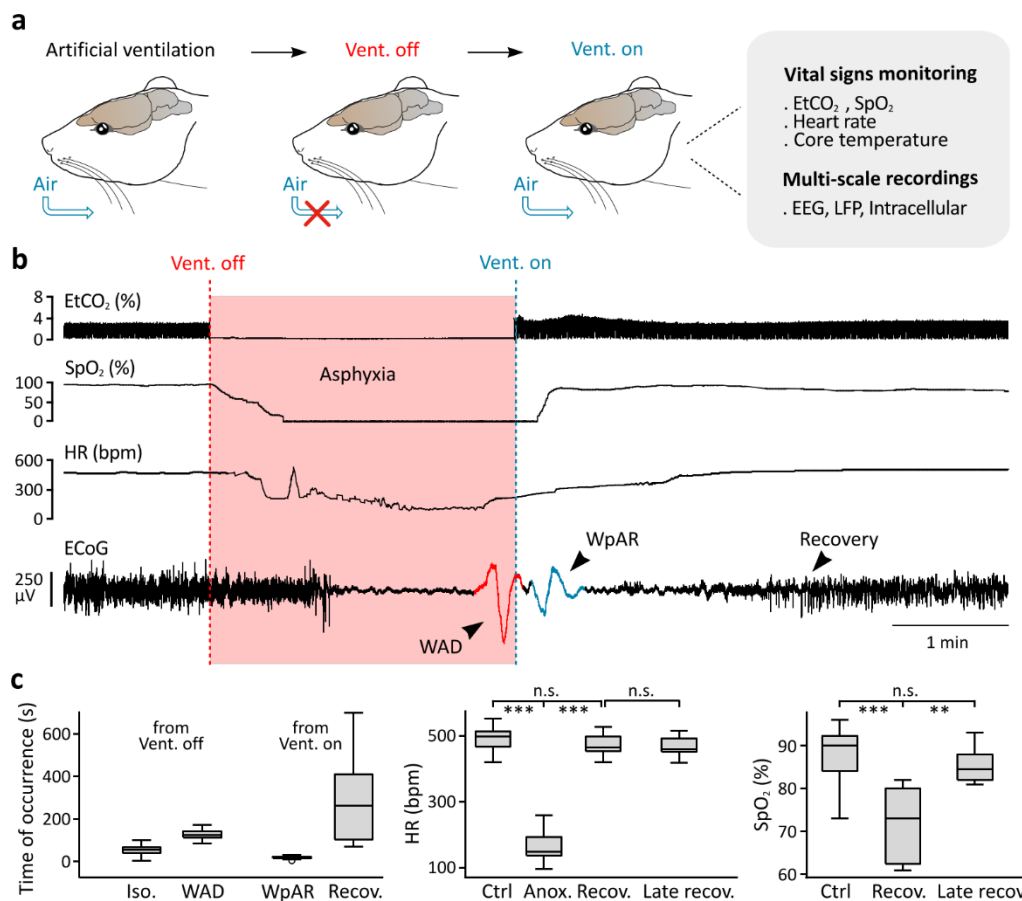 a
Artificial ventilation
Vent. off
Vent. on
Air
Air
Air
Vital signs monitoring
. EtCO₂ , SpO₂
. Heart rate
. Core temperature
Multi-scale recordings
. EEG, LFP, Intracellular
b
Vent. off
Vent. on
EtCO₂ (%)
8
4
0
SpO₂ (%)
100
50
0
Asphyxia
HR (bpm)
600
300
0
ECoG
250
µV
WAD
WpAR
Recovery
1 min
c
Time of occurrence (s)
600
400
200
0
from
Vent. off
from
Vent. on
Iso.
WAD
WpAR
Recov.
HR (bpm)
500
300
100
n.s.
n.s.
***
***
Ctrl
Anox.
Recov.
Late recov.
SpO₂ (%)
90
80
70
60
n.s.
***
**
Ctrl
Recov.
Late recov.